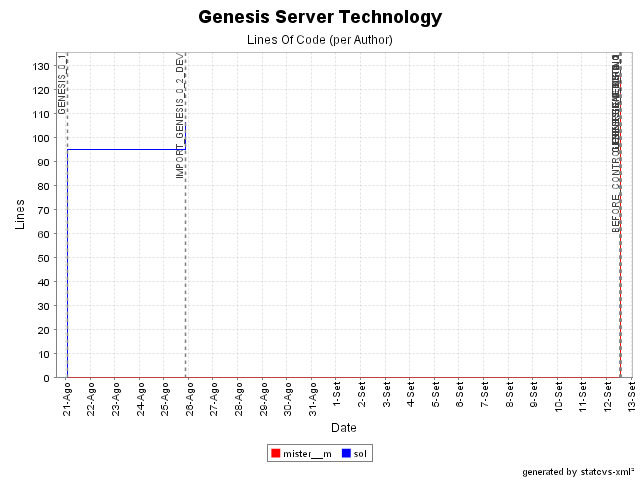 Genesis Server Technology
Lines Of Code (per Author)
Lines
130
120
110
100
90
80
70
60
50
40
30
20
10
0
GENESIS_0_1
IMPORT_GENESIS_0_2_DEV
21-Ago
22-Ago
23-Ago
24-Ago
25-Ago
26-Ago
27-Ago
28-Ago
29-Ago
30-Ago
31-Ago
1-Set
2-Set
3-Set
4-Set
5-Set
6-Set
7-Set
8-Set
9-Set
10-Set
11-Set
12-Set
13-Set
Date
mister__m
sol
generated by statcvs-xml²